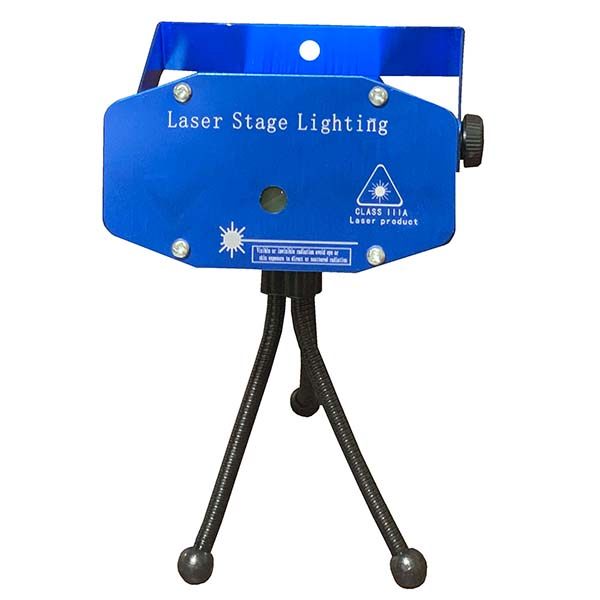 Laser Stage Lighting
CLASS IIIA
Laser product
Visible or invisible radiation avoid eye or
skin exposure to direct or scattered radiation